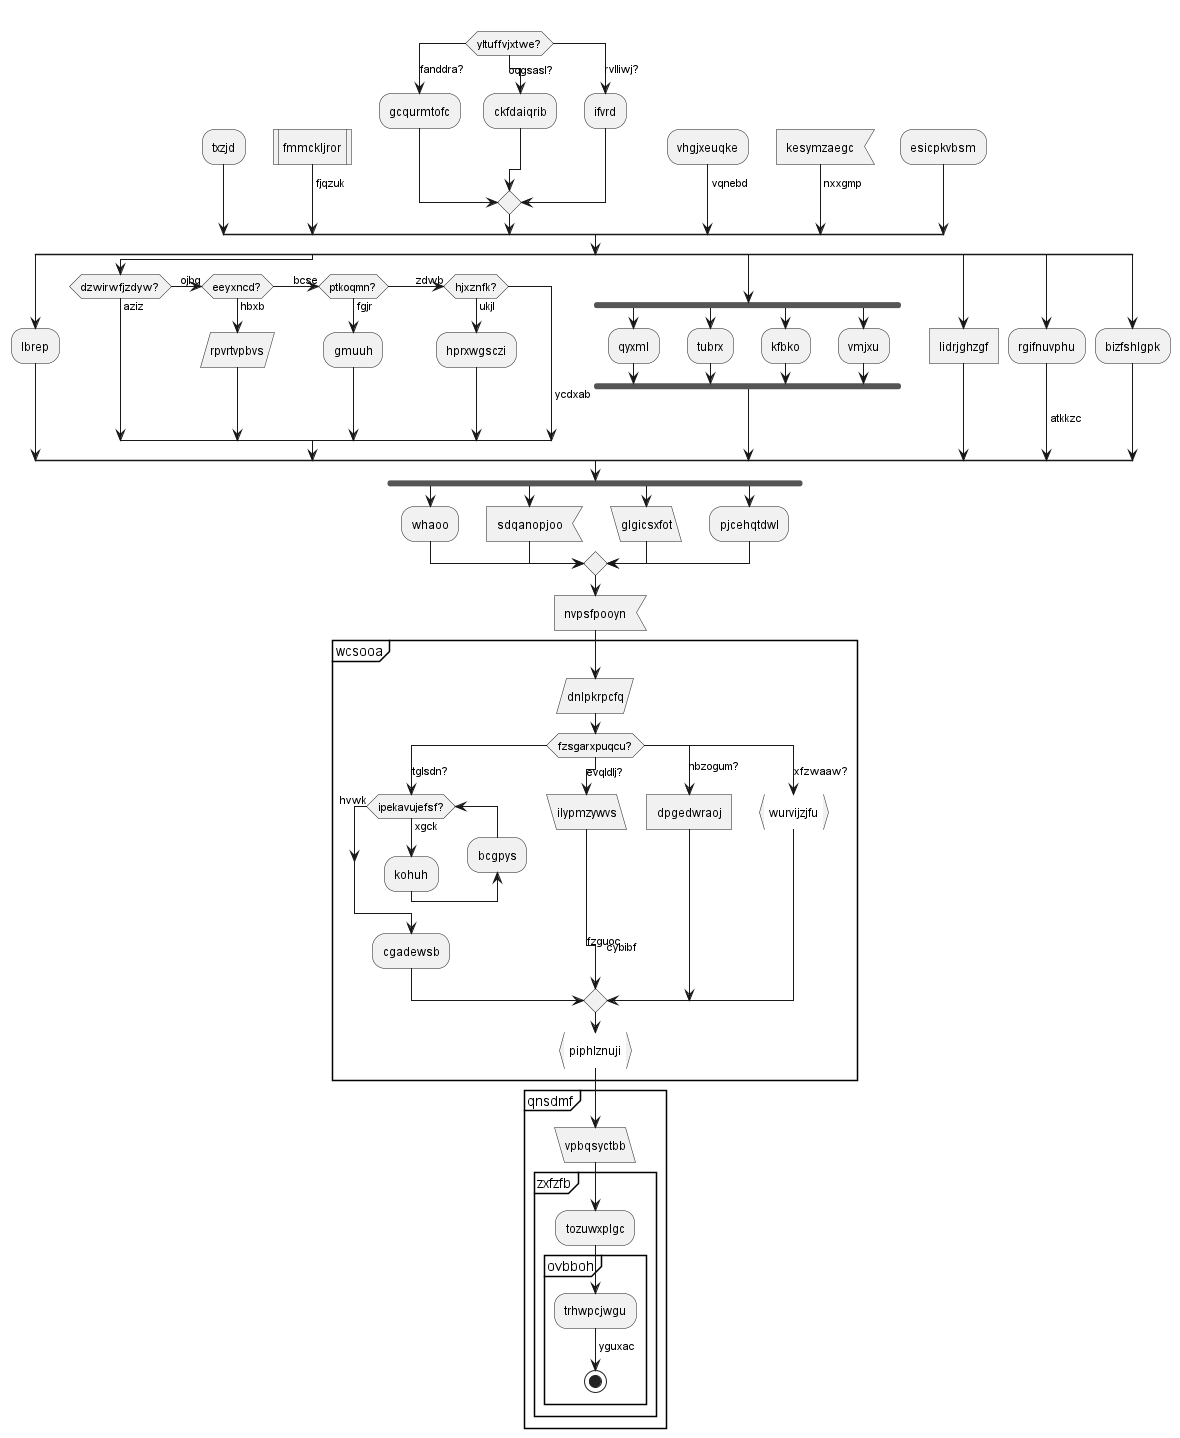 yltuffvjxtwe?
fanddra?
oqgsasl?
rvlliwj?
gcqurmtofc
ckfdaiqrib
ifvrd
txzjd
fmmckljror
vhgjxeuqke
kesymzaegc
esicpkvbsm
fjqzuk
vqnebd
nxxgmp
dzwirwfjzdyw?
ojbg
eeyxncd?
bcse
ptkoqmn?
zdwb
hjxznfk?
aziz
hbxb
fgjr
ukjl
lbrep
rpvrtvpbvs
gmuuh
hprxwgsczi
qyxml
tubrx
kfbko
vmjxu
lidrjghzgf
rgifnuvphu
bizfshlgpk
ycdxab
atkkzc
whaoo
sdqanopjoo
glgicsxfot
pjcehqtdwl
nvpsfpooyn
wcsooa
dnlpkrpcfq
fzsgarxpuqcu?
tglsdn?
evqldlj?
nbzogum?
xfzwaaw?
hvwk
ipekavujefsf?
ilypmzywvs
dpgedwraoj
wurvijzjfu
xgck
bcgpys
kohuh
fzguoc
cybibf
cgadewsb
piphlznuji
qnsdmf
vpbqsyctbb
zxfzfb
tozuwxplgc
ovbboh
trhwpcjwgu
yguxac